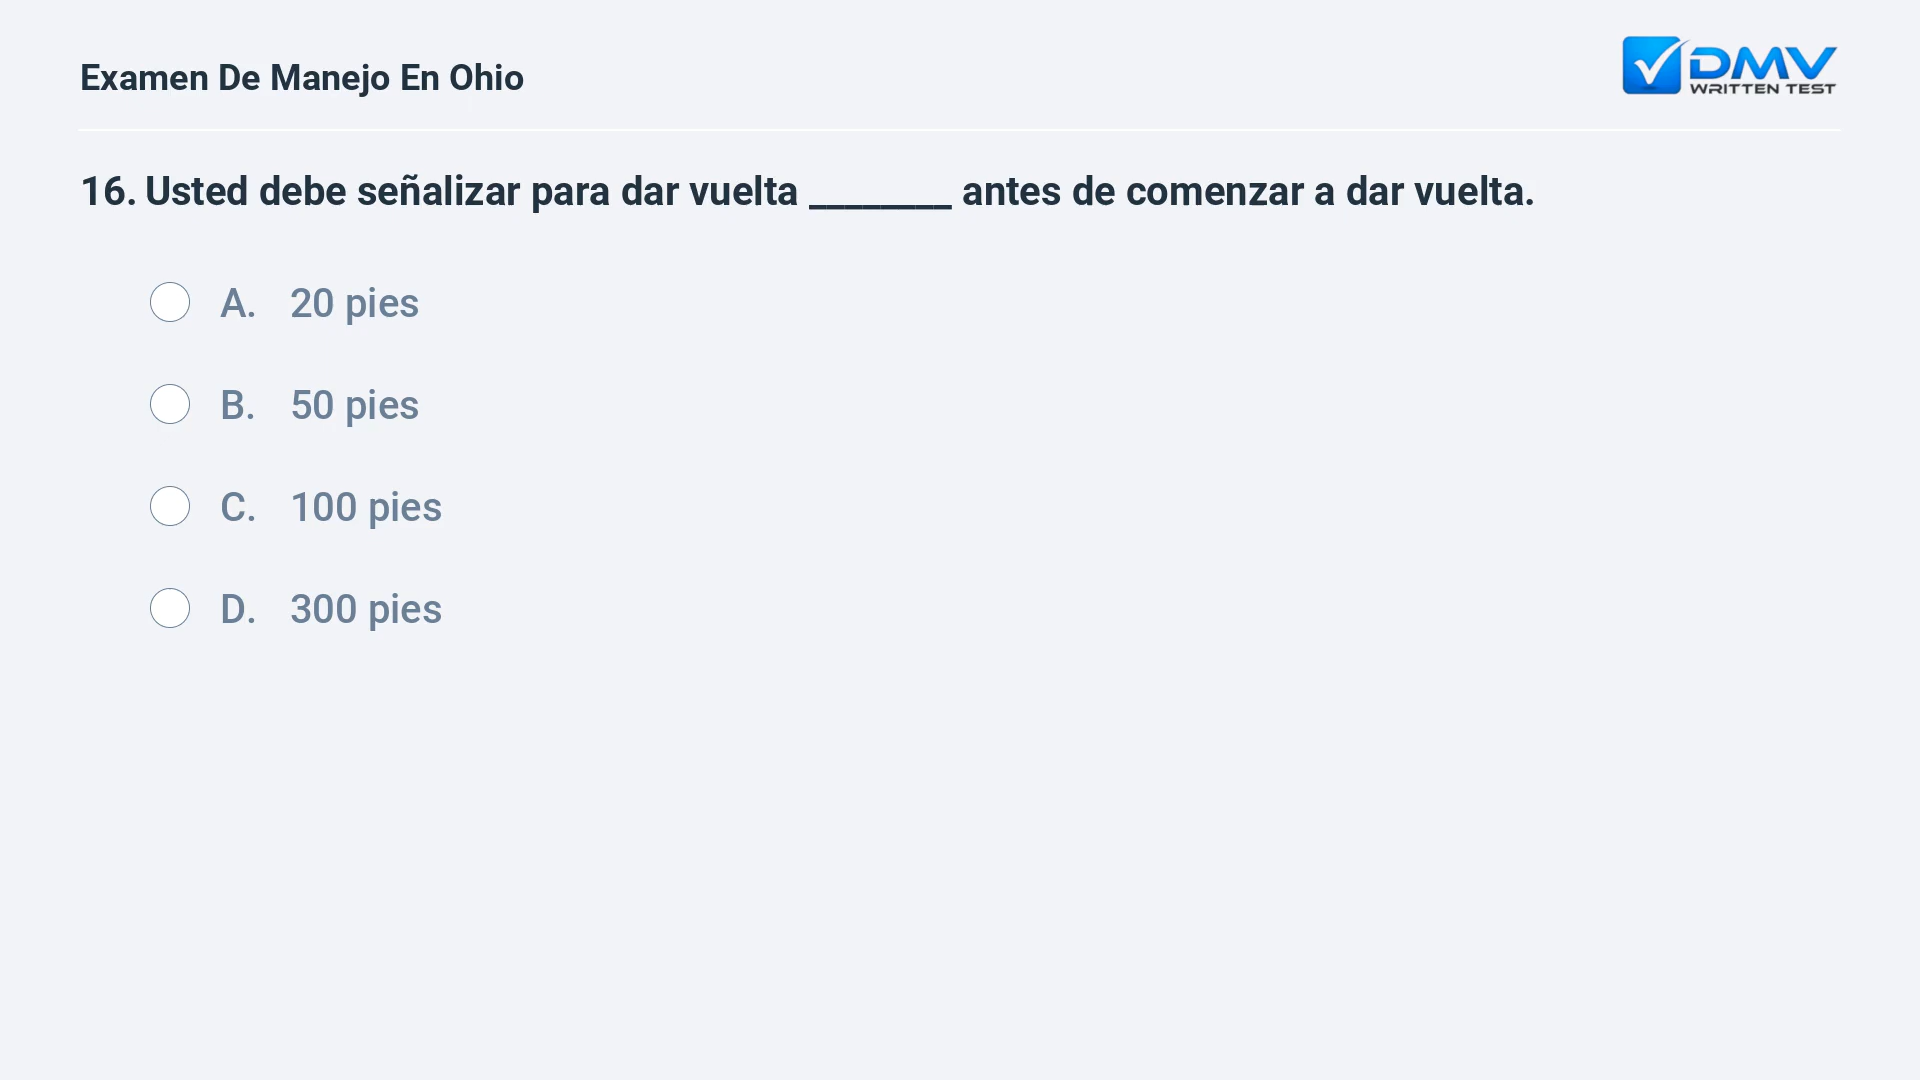 Examen De Manejo En Ohio
DMV
WRITTEN TEST
16. Usted debe señalizar para dar vuelta ________ antes de comenzar a dar vuelta.
A. 20 pies
B. 50 pies
C. 100 pies
D. 300 pies